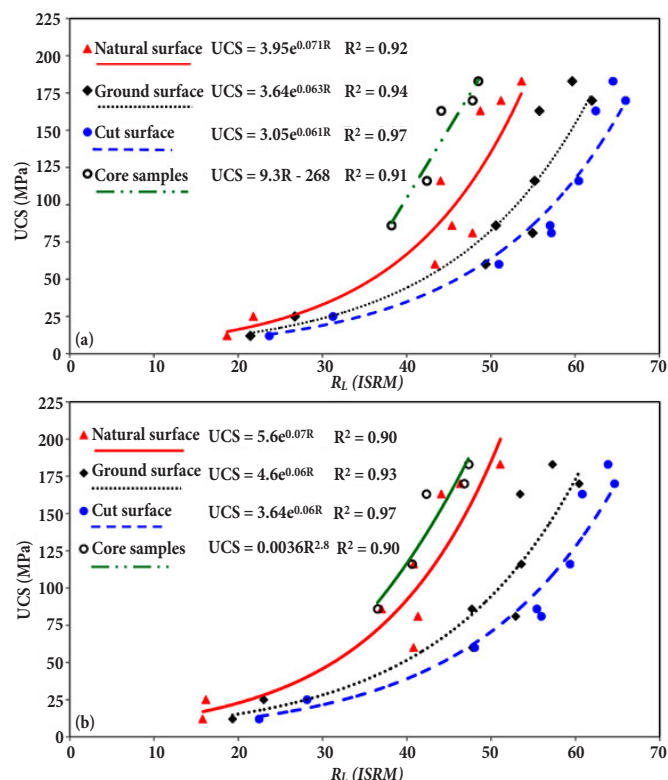 225
200
175
150
125
100
75
50
25
0
UCS (MPa)
Natural surface UCS = 3.95e^0.071R R² = 0.92
Ground surface UCS = 3.64e^0.063R R² = 0.94
Cut surface UCS = 3.05e^0.061R R² = 0.97
Core samples UCS = 9.3R - 268 R² = 0.91
(a)
0 10 20 30 40 50 60 70
R_L (ISRM)
225
200
175
150
125
100
75
50
25
0
UCS (MPa)
Natural surface UCS = 5.6e^0.07R R² = 0.90
Ground surface UCS = 4.6e^0.06R R² = 0.93
Cut surface UCS = 3.64e^0.06R R² = 0.97
Core samples UCS = 0.0036R^2.8 R² = 0.90
(b)
0 10 20 30 40 50 60 70
R_L (ISRM)